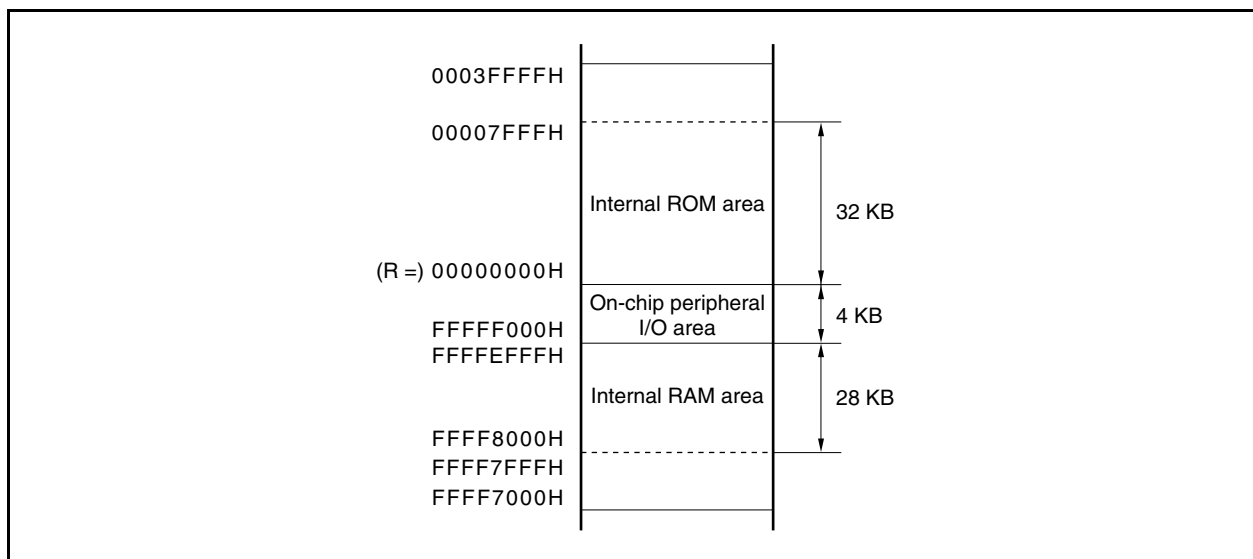 0003FFFFH
00007FFFH
Internal ROM area
32 KB
(R =) 00000000H
On-chip peripheral
I/O area
4 KB
FFFFF000H
FFFFEFFFH
Internal RAM area
28 KB
FFFF8000H
FFFF7FFFH
FFFF7000H